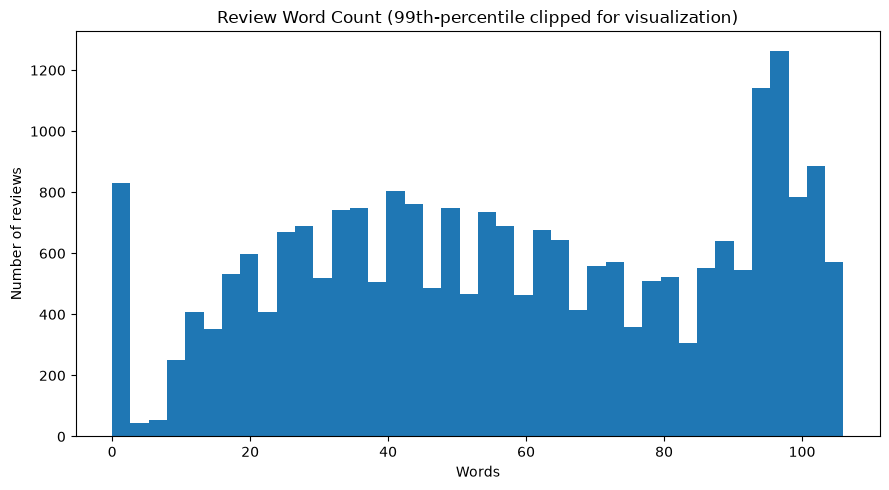 Review Word Count (99th-percentile clipped for visualization)
1200
1000
800
600
400
200
0
Number of reviews
0 20 40 60 80 100
Words